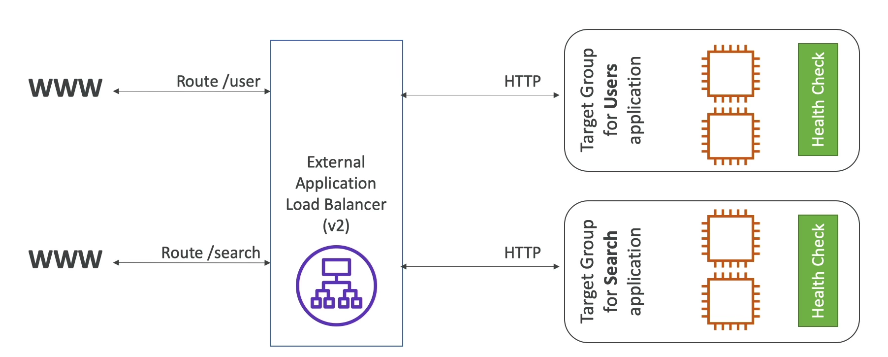 WWW
Route /user
HTTP
Target Group
for Users
application
Health Check
External
Application
Load Balancer
(v2)
WWW
Route /search
HTTP
Target Group
for Search
application
Health Check